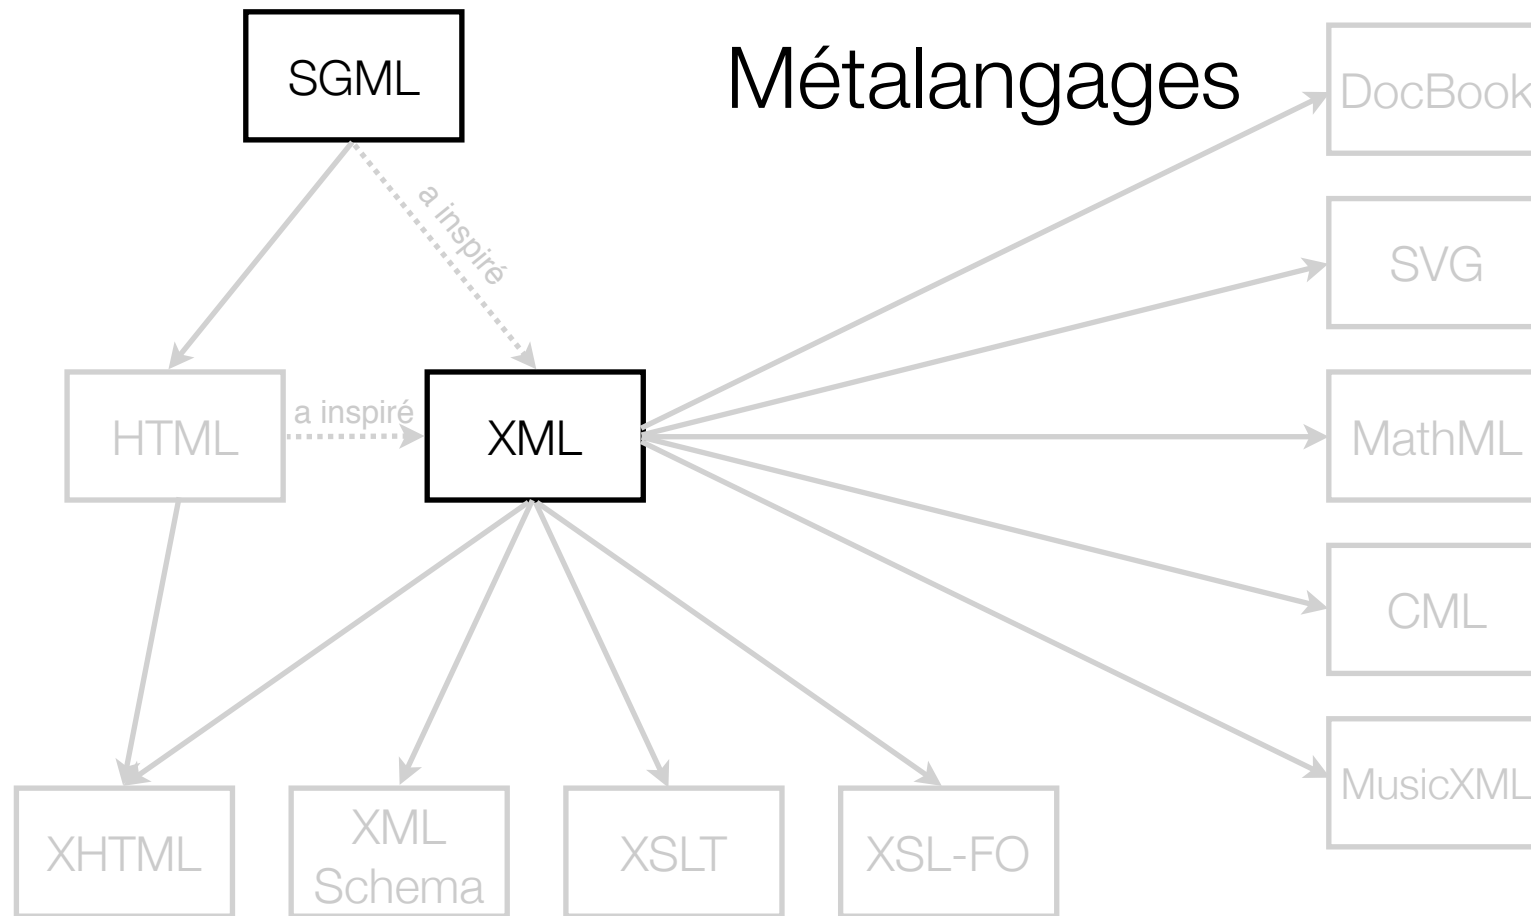 SGML
Métalangages
DocBook
a inspiré
SVG
HTML
a inspiré
XML
MathML
CML
MusicXML
XHTML
XML
Schema
XSLT
XSL-FO